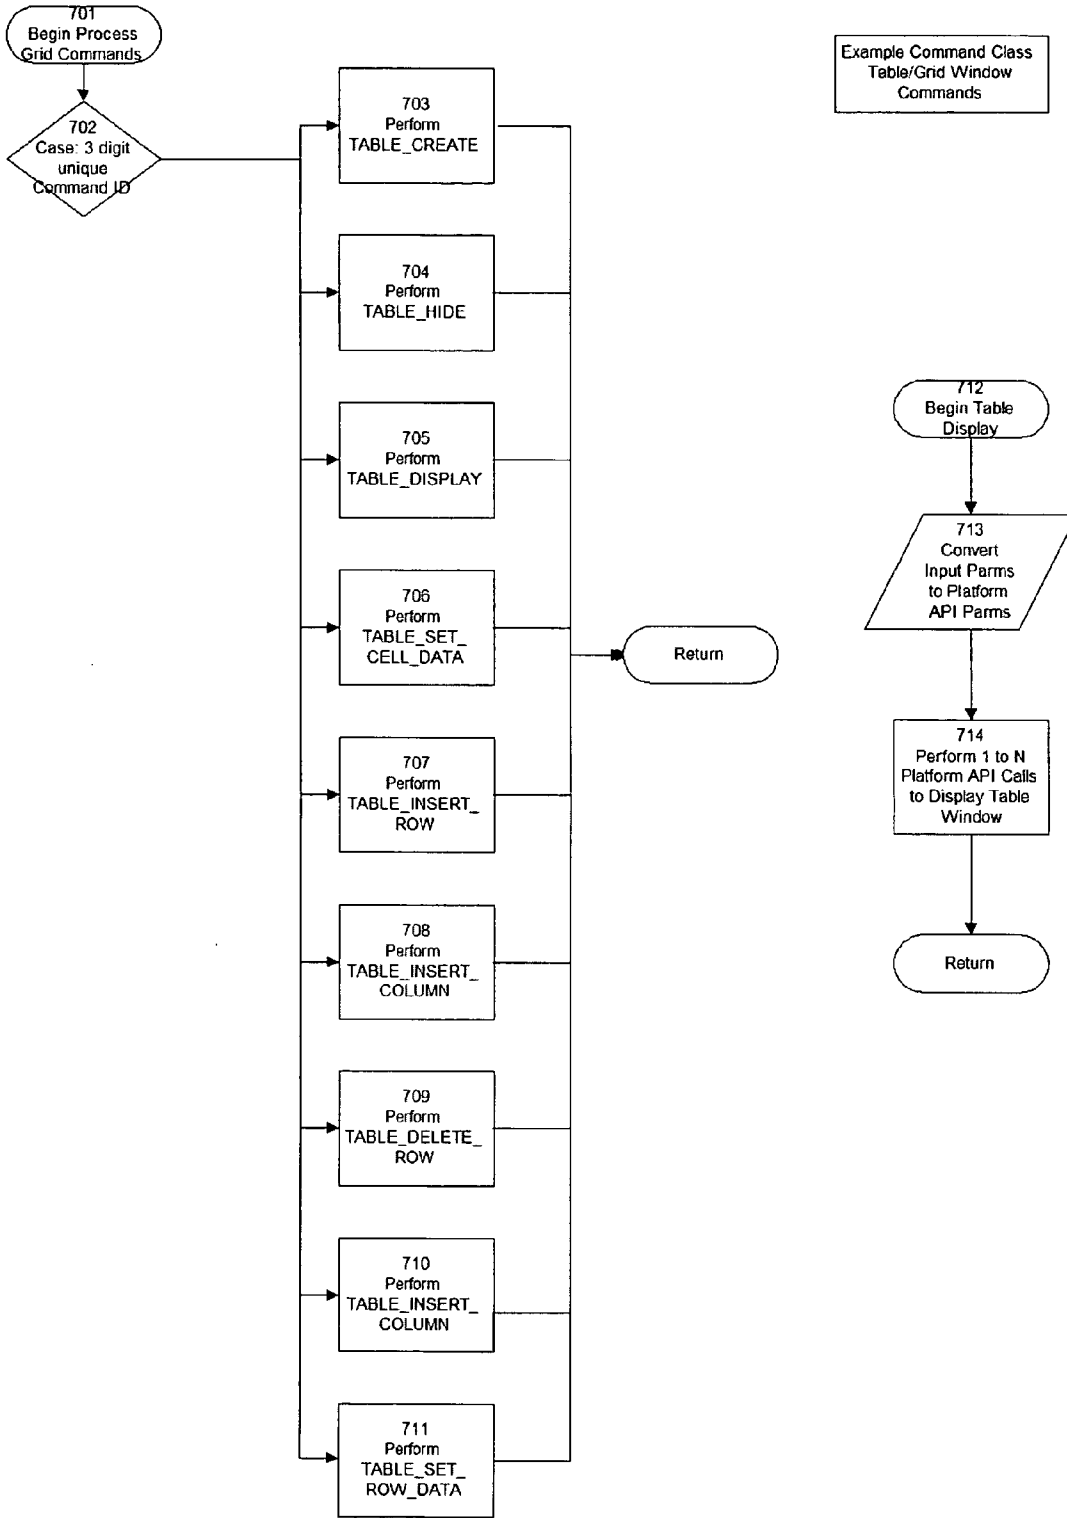 701
Begin Process
Grid Commands
702
Case: 3 digit
unique
Command ID
703
Perform
TABLE_CREATE
704
Perform
TABLE_HIDE
705
Perform
TABLE_DISPLAY
706
Perform
TABLE_SET_
CELL_DATA
707
Perform
TABLE_INSERT_
ROW
708
Perform
TABLE_INSERT_
COLUMN
709
Perform
TABLE_DELETE_
ROW
710
Perform
TABLE_INSERT_
COLUMN
711
Perform
TABLE_SET_
ROW_DATA
Return
Example Command Class
Table/Grid Window
Commands
712
Begin Table
Display
713
Convert
Input Parms
to Platform
API Parms
714
Perform 1 to N
Platform API Calls
to Display Table
Window
Return